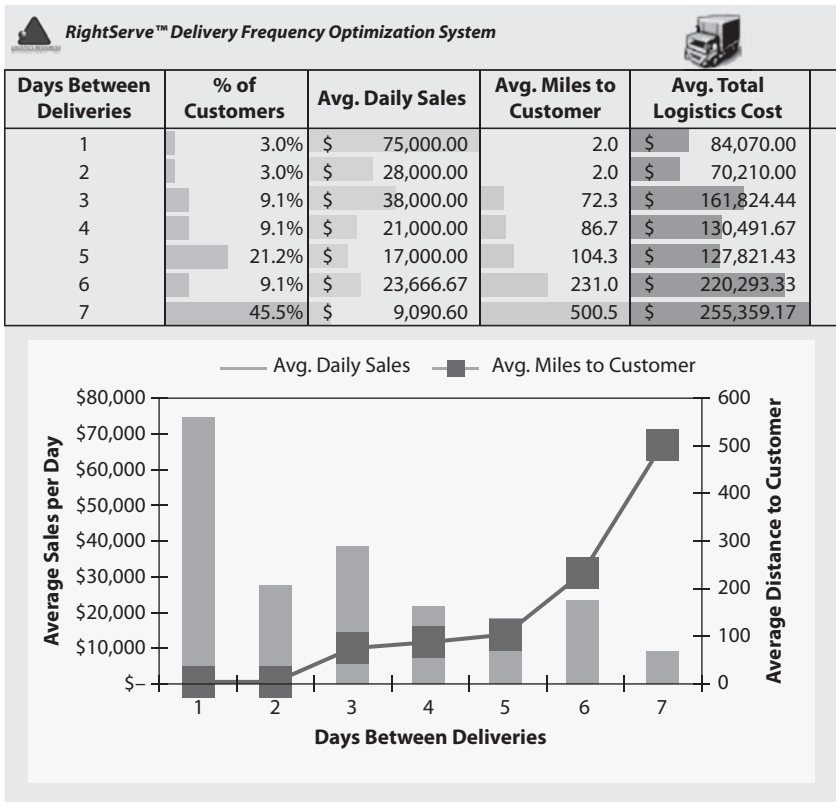 RightServe™ Delivery Frequency Optimization System
Days Between Deliveries | % of Customers | Avg. Daily Sales | Avg. Miles to Customer | Avg. Total Logistics Cost
1 | 3.0% | $ 75,000.00 | 2.0 | $ 84,070.00
2 | 3.0% | $ 28,000.00 | 2.0 | $ 70,210.00
3 | 9.1% | $ 38,000.00 | 72.3 | $ 161,824.44
4 | 9.1% | $ 21,000.00 | 86.7 | $ 130,491.67
5 | 21.2% | $ 17,000.00 | 104.3 | $ 127,821.43
6 | 9.1% | $ 23,666.67 | 231.0 | $ 220,293.33
7 | 45.5% | $ 9,090.60 | 500.5 | $ 255,359.17
Avg. Daily Sales Avg. Miles to Customer
Average Sales per Day
$80,000
$70,000
$60,000
$50,000
$40,000
$30,000
$20,000
$10,000
$–
600
500
400
300
200
100
0
Average Distance to Customer
1 2 3 4 5 6 7
Days Between Deliveries